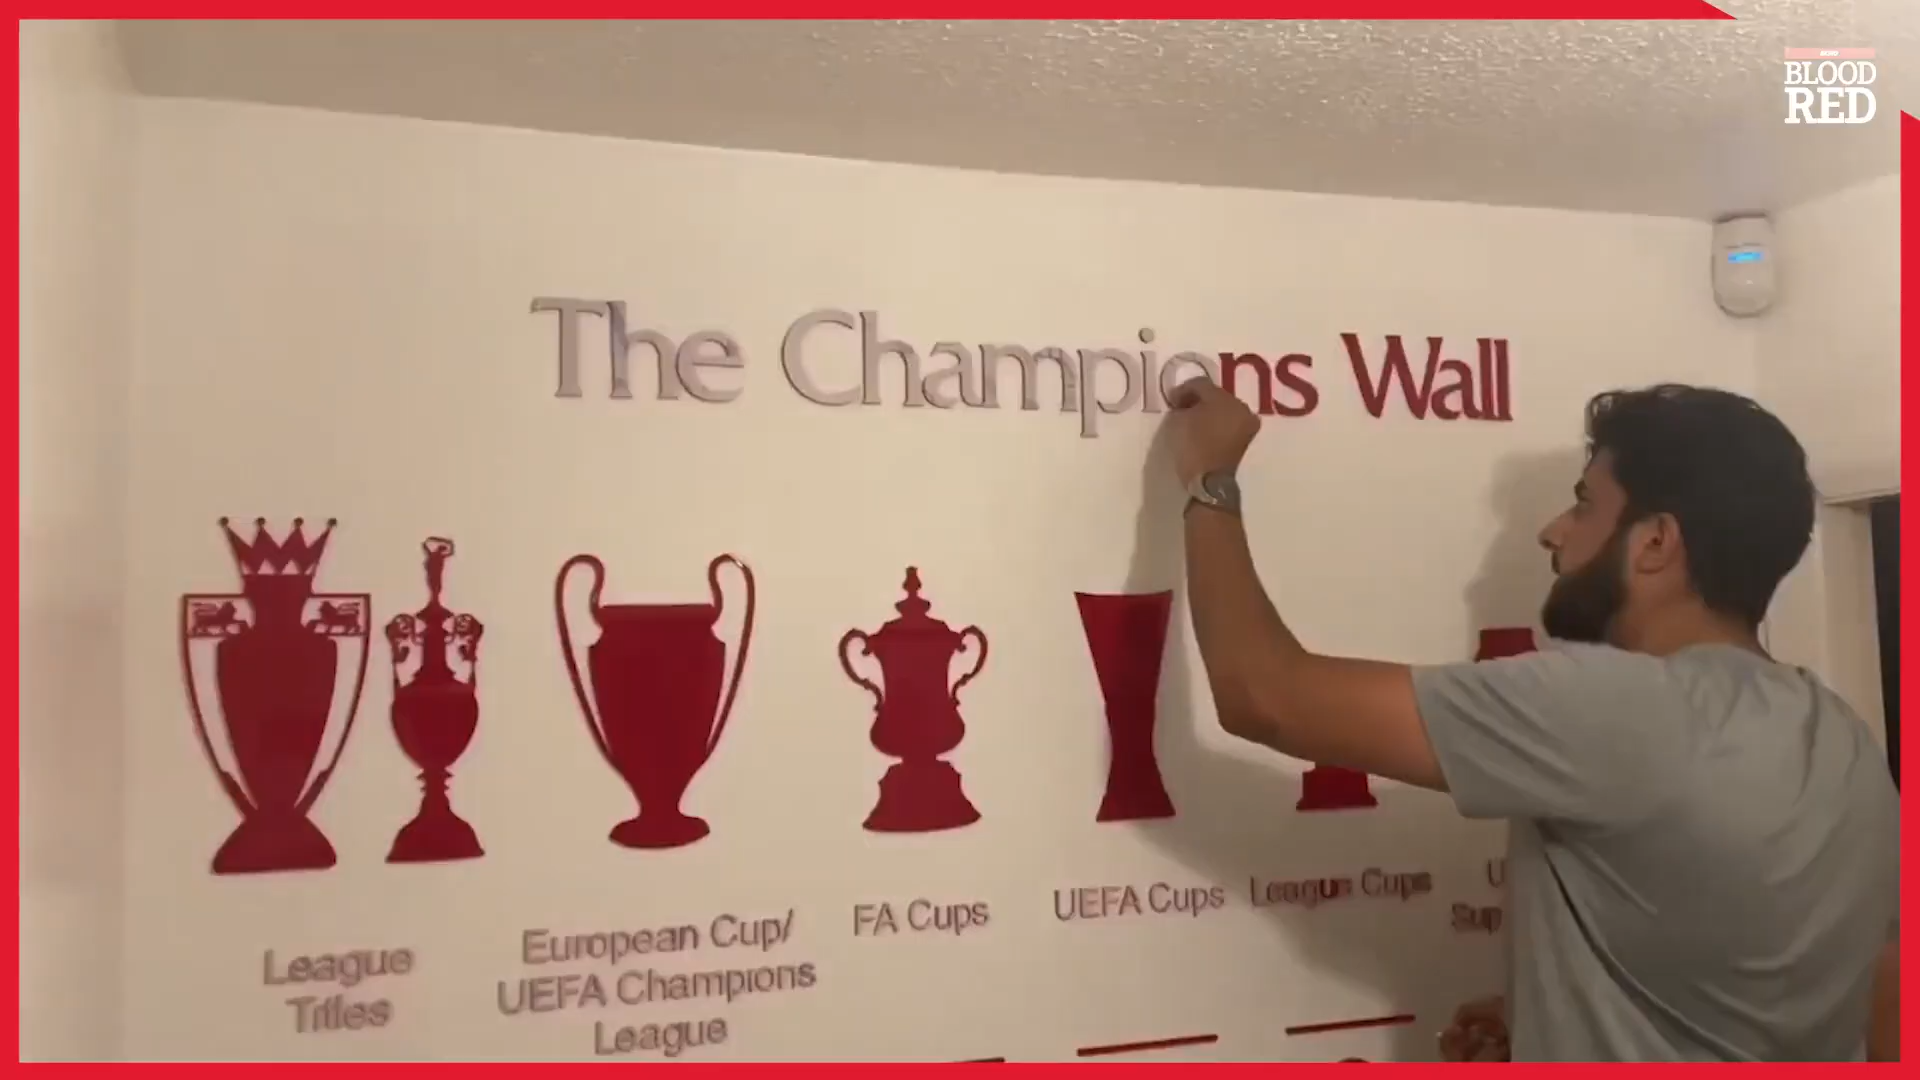 BLOOD
RED
The Champions Wall
League
Titles
European Cup/
UEFA Champions
League
FA Cups
UEFA Cups
League Cups